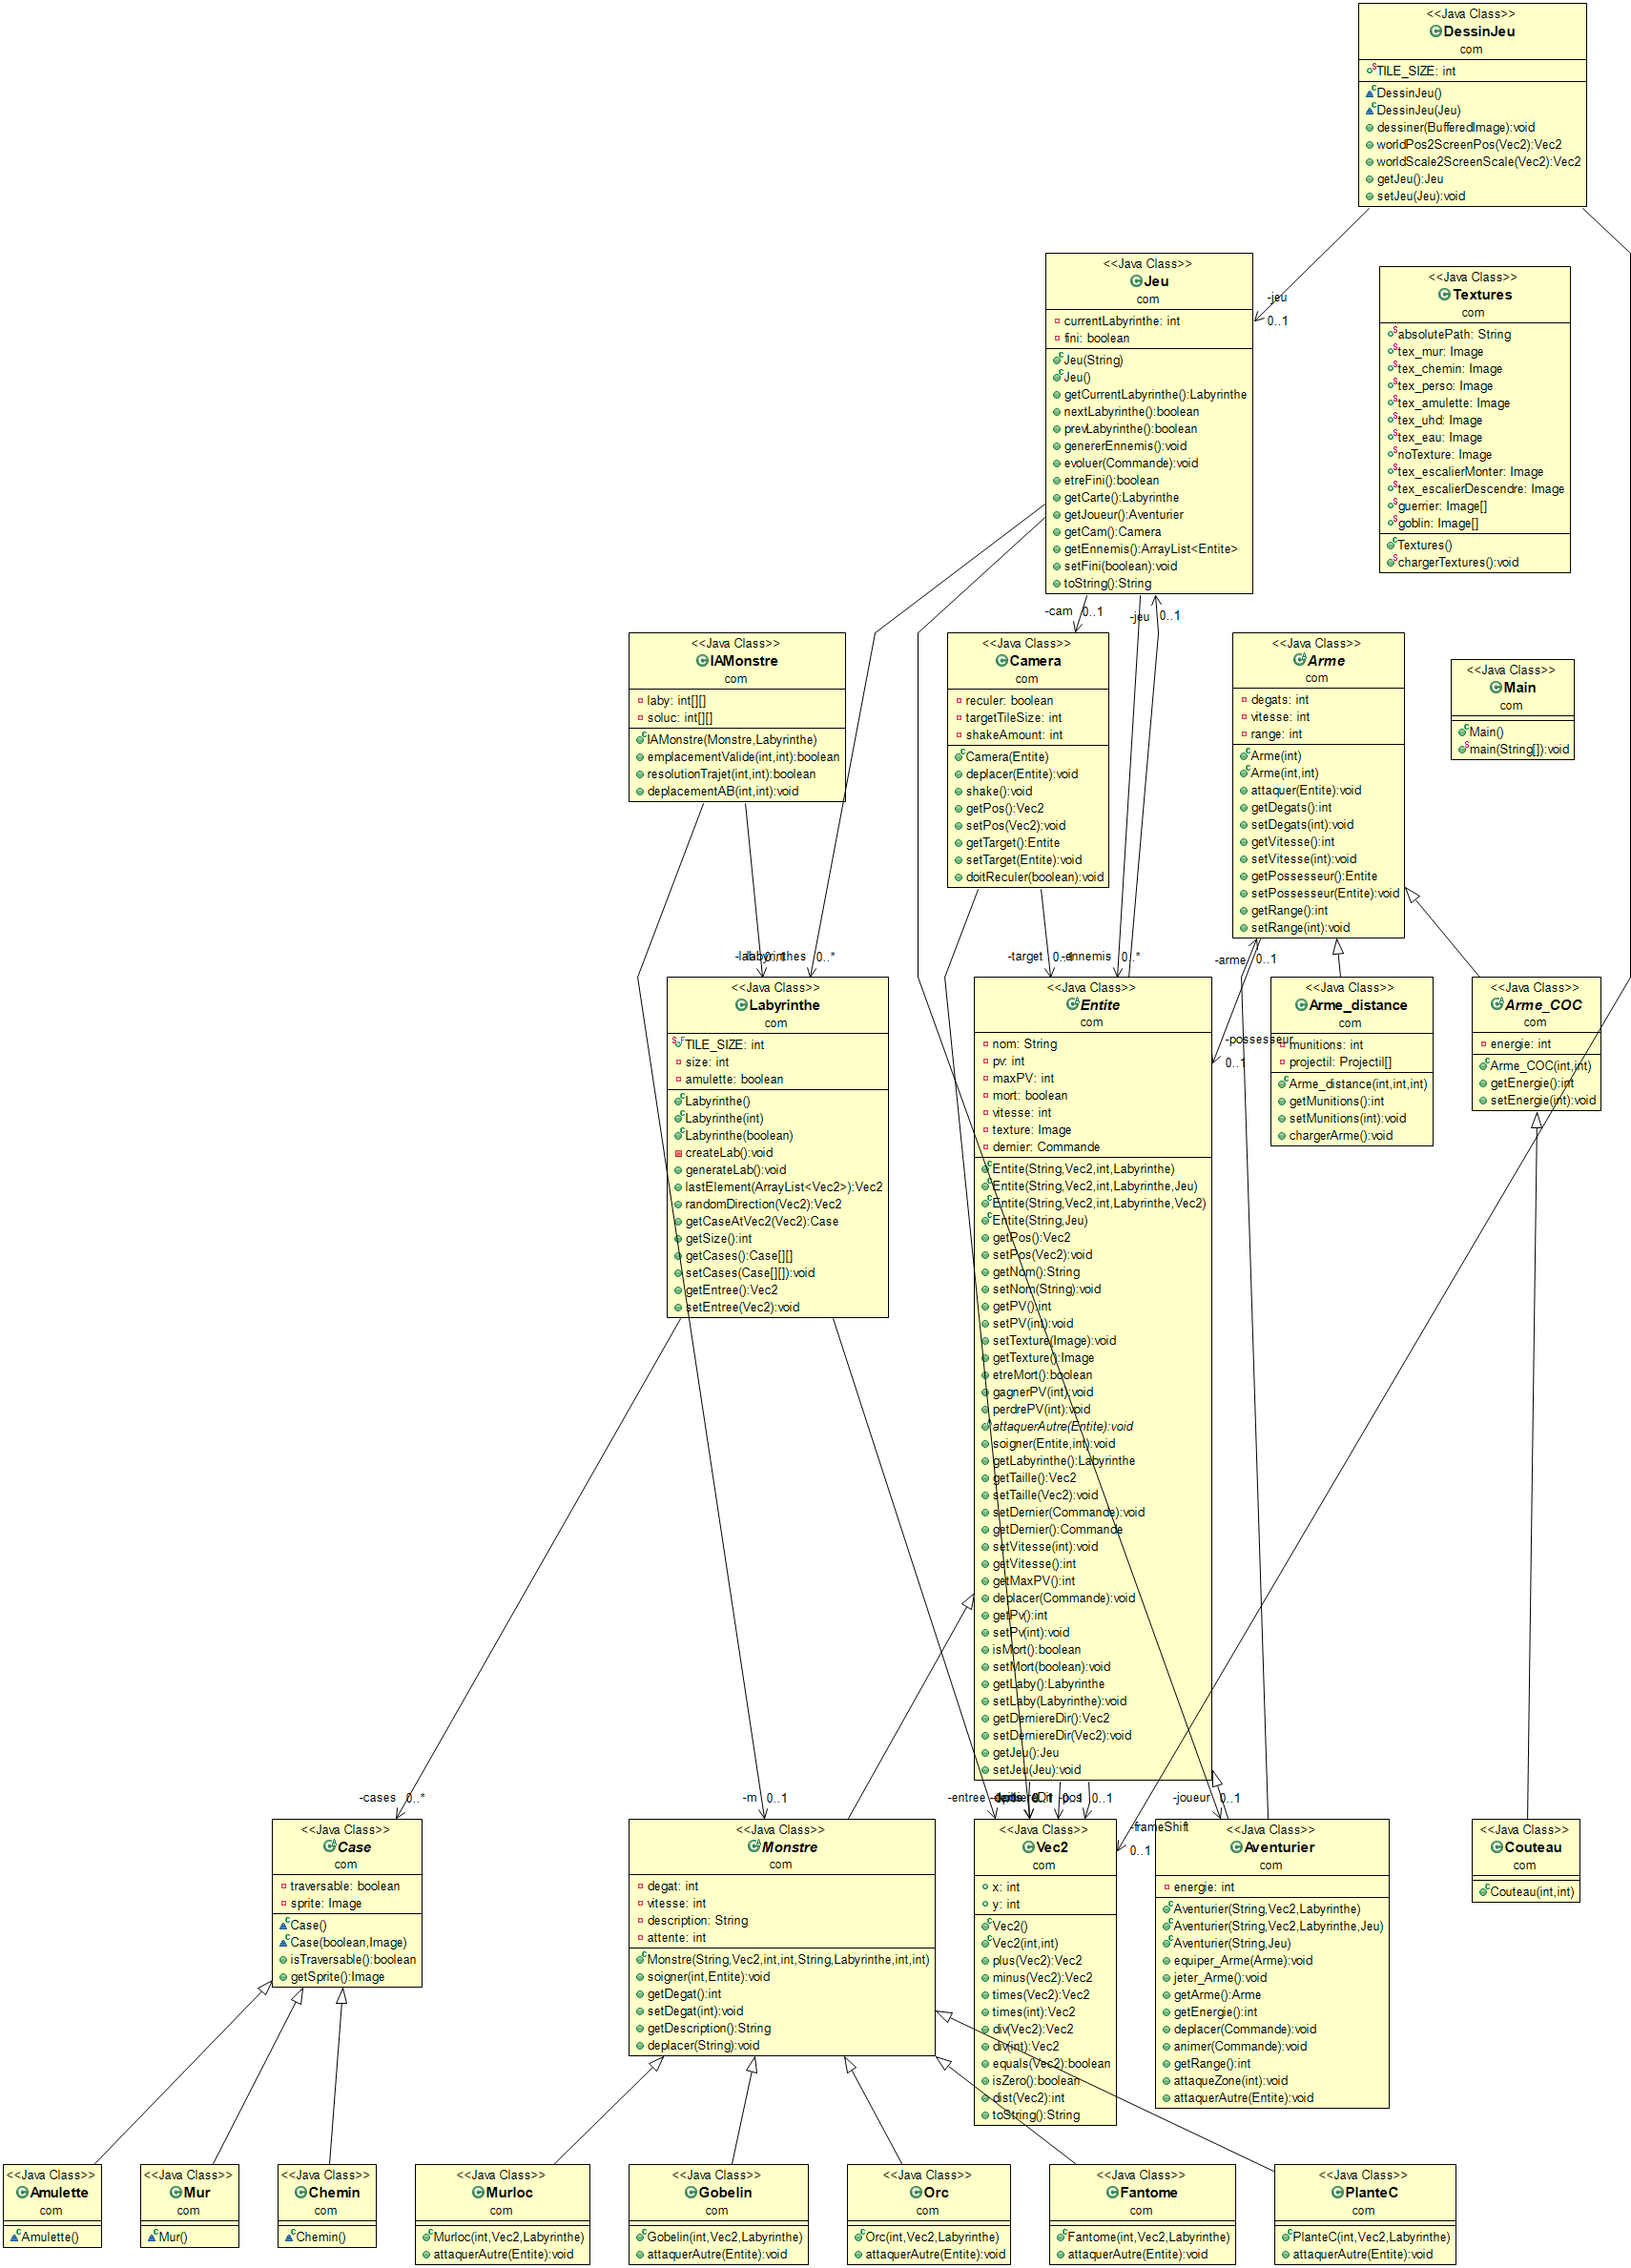 <<Java Class>>
DessinJeu
com
TILE_SIZE: int
DessinJeu()
DessinJeu(Jeu)
dessiner(BufferedImage):void
worldPos2ScreenPos(Vec2):Vec2
worldScale2ScreenScale(Vec2):Vec2
getJeu():Jeu
setJeu(Jeu):void
-jeu
0..1
<<Java Class>>
Jeu
com
currentLabyrinthe: int
fini: boolean
Jeu(String)
Jeu()
getCurrentLabyrinthe():Labyrinthe
nextLabyrinthe():boolean
prevLabyrinthe():boolean
genererEnnemis():void
evoluer(Commande):void
etreFini():boolean
getCarte():Labyrinthe
getJoueur():Aventurier
getCam():Camera
getEnnemis():ArrayList<Entite>
setFini(boolean):void
toString():String
<<Java Class>>
Textures
com
absolutePath: String
tex_mur: Image
tex_chemin: Image
tex_perso: Image
tex_amulette: Image
tex_uhd: Image
tex_eau: Image
noTexture: Image
tex_escalierMonter: Image
tex_escalierDescendre: Image
guerrier: Image[]
goblin: Image[]
Textures()
chargerTextures():void
-cam 0..1
-jeu 0..1
<<Java Class>>
IAMonstre
com
laby: int[][]
soluc: int[][]
IAMonstre(Monstre,Labyrinthe)
emplacementValide(int,int):boolean
resolutionTrajet(int,int):boolean
deplacementAB(int,int):void
<<Java Class>>
Camera
com
reculer: boolean
targetTileSize: int
shakeAmount: int
Camera(Entite)
deplacer(Entite):void
shake():void
getPos():Vec2
setPos(Vec2):void
getTarget():Entite
setTarget(Entite):void
doitReculer(boolean):void
<<Java Class>>
Arme
com
degats: int
vitesse: int
range: int
Arme(int)
Arme(int,int)
attaquer(Entite):void
getDegats():int
setDegats(int):void
getVitesse():int
setVitesse(int):void
getPossesseur():Entite
setPossesseur(Entite):void
getRange():int
setRange(int):void
<<Java Class>>
Main
com
Main()
main(String[]):void
0..*
-target
0..*
-arme 0..1
<<Java Class>>
Labyrinthe
com
TILE_SIZE: int
size: int
amulette: boolean
Labyrinthe()
Labyrinthe(int)
Labyrinthe(boolean)
createLab():void
generateLab():void
lastElement(ArrayList<Vec2>):Vec2
randomDirection(Vec2):Vec2
getCaseAtVec2(Vec2):Case
getSize():int
getCases():Case[][]
setCases(Case[][]):void
getEntree():Vec2
setEntree(Vec2):void
<<Java Class>>
Entite
com
nom: String
pv: int
maxPV: int
mort: boolean
vitesse: int
texture: Image
dernier: Commande
Entite(String,Vec2,int,Labyrinthe)
Entite(String,Vec2,int,Labyrinthe,Jeu)
Entite(String,Vec2,int,Labyrinthe,Vec2)
Entite(String,Jeu)
getPos():Vec2
setPos(Vec2):void
getNom():String
setNom(String):void
getPV():int
setPV(int):void
setTexture(Image):void
getTexture():Image
etreMort():boolean
gagnerPV(int):void
perdrePV(int):void
attaquerAutre(Entite):void
soigner(Entite,int):void
getLabyrinthe():Labyrinthe
getTaille():Vec2
setTaille(Vec2):void
setDernier(Commande):void
getDernier():Commande
setVitesse(int):void
getVitesse():int
getMaxPV():int
deplacer(Commande):void
getPv():int
setPv(int):void
isMort():boolean
setMort(boolean):void
getLaby():Labyrinthe
setLaby(Labyrinthe):void
getDerniereDir():Vec2
setDerniereDir(Vec2):void
getJeu():Jeu
setJeu(Jeu):void
-possesseur
0..1
<<Java Class>>
Arme_distance
com
munitions: int
projectil: Projectil[]
Arme_distance(int,int,int)
getMunitions():int
setMunitions(int):void
chargerArme():void
<<Java Class>>
Arme_COC
com
energie: int
Arme_COC(int,int)
getEnergie():int
setEnergie(int):void
-cases 0..*
-m 0..1
-entree
-pos 0..1
-joueur 0..1
-frameShift
0..1
<<Java Class>>
Case
com
traversable: boolean
sprite: Image
Case()
Case(boolean,Image)
isTraversable():boolean
getSprite():Image
<<Java Class>>
Monstre
com
degat: int
vitesse: int
description: String
attente: int
Monstre(String,Vec2,int,int,String,Labyrinthe,int,int)
soigner(int,Entite):void
getDegat():int
setDegat(int):void
getDescription():String
deplacer(String):void
<<Java Class>>
Vec2
com
x: int
y: int
Vec2()
Vec2(int,int)
plus(Vec2):Vec2
minus(Vec2):Vec2
times(Vec2):Vec2
times(int):Vec2
div(Vec2):Vec2
div(int):Vec2
equals(Vec2):boolean
isZero():boolean
dist(Vec2):int
toString():String
<<Java Class>>
Aventurier
com
energie: int
Aventurier(String,Vec2,Labyrinthe)
Aventurier(String,Vec2,Labyrinthe,Jeu)
Aventurier(String,Jeu)
equiper_Arme(Arme):void
jeter_Arme():void
getArme():Arme
getEnergie():int
deplacer(Commande):void
animer(Commande):void
getRange():int
attaqueZone(int):void
attaquerAutre(Entite):void
<<Java Class>>
Couteau
com
Couteau(int,int)
<<Java Class>>
Amulette
com
Amulette()
<<Java Class>>
Mur
com
Mur()
<<Java Class>>
Chemin
com
Chemin()
<<Java Class>>
Murloc
com
Murloc(int,Vec2,Labyrinthe)
attaquerAutre(Entite):void
<<Java Class>>
Gobelin
com
Gobelin(int,Vec2,Labyrinthe)
attaquerAutre(Entite):void
<<Java Class>>
Orc
com
Orc(int,Vec2,Labyrinthe)
attaquerAutre(Entite):void
<<Java Class>>
Fantome
com
Fantome(int,Vec2,Labyrinthe)
attaquerAutre(Entite):void
<<Java Class>>
PlanteC
com
PlanteC(int,Vec2,Labyrinthe)
attaquerAutre(Entite):void